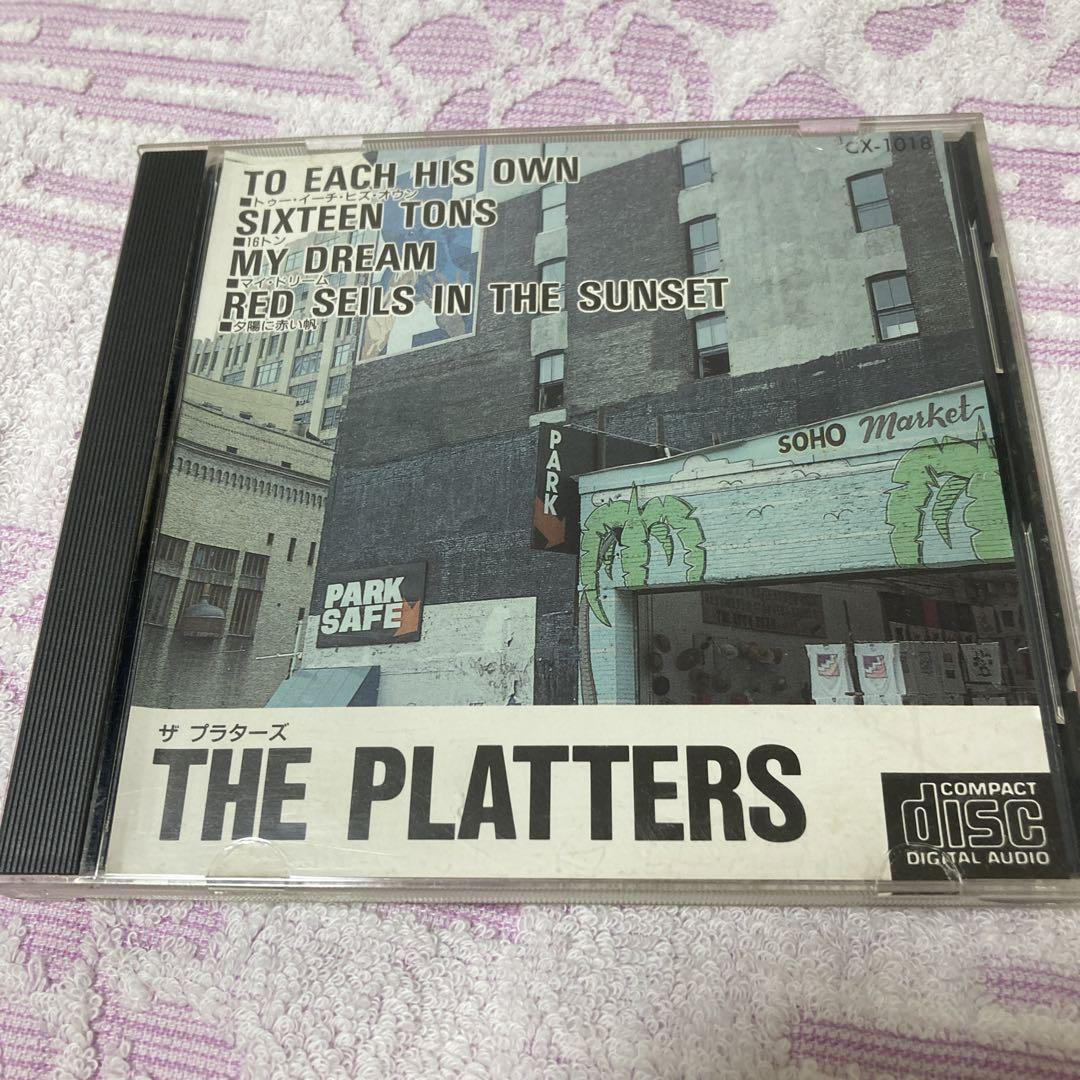 CX-1018
TO EACH HIS OWN
■トゥー・イーチ・ヒズ・オウン
SIXTEEN TONS
■16トン
MY DREAM
■マイ・ドリーム
RED SEILS IN THE SUNSET
■夕陽に赤い帆
SOHO Market
PARK
PARK
SAFE
ザ プラターズ
THE PLATTERS
COMPACT
disc
DIGITAL AUDIO